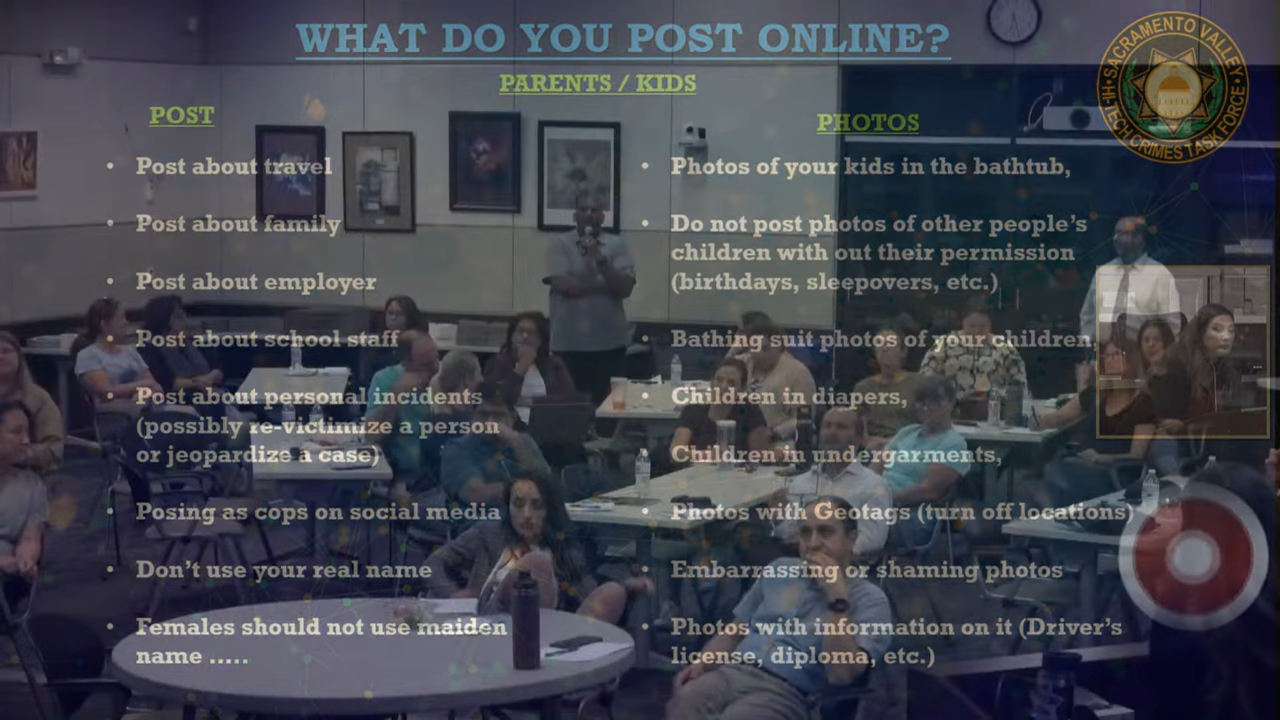 WHAT DO YOU POST ONLINE?
PARENTS / KIDS
POST
• Post about travel
• Post about family
• Post about employer
• Post about school staff
• Post about personal incidents
(possibly re-victimize a person
or jeopardize a case)
• Posing as cops on social media
• Don't use your real name
• Females should not use maiden
name .....
PHOTOS
• Photos of your kids in the bathtub,
• Do not post photos of other people's
children with out their permission
(birthdays, sleepovers, etc.)
• Bathing suit photos of your children,
• Children in diapers,
• Children in undergarments,
• Photos with Geotags (turn off locations)
• Embarrassing or shaming photos
• Photos with information on it (Driver's
license, diploma, etc.)
SACRAMENTO VALLEY
HI-TECH CRIMES TASK FORCE